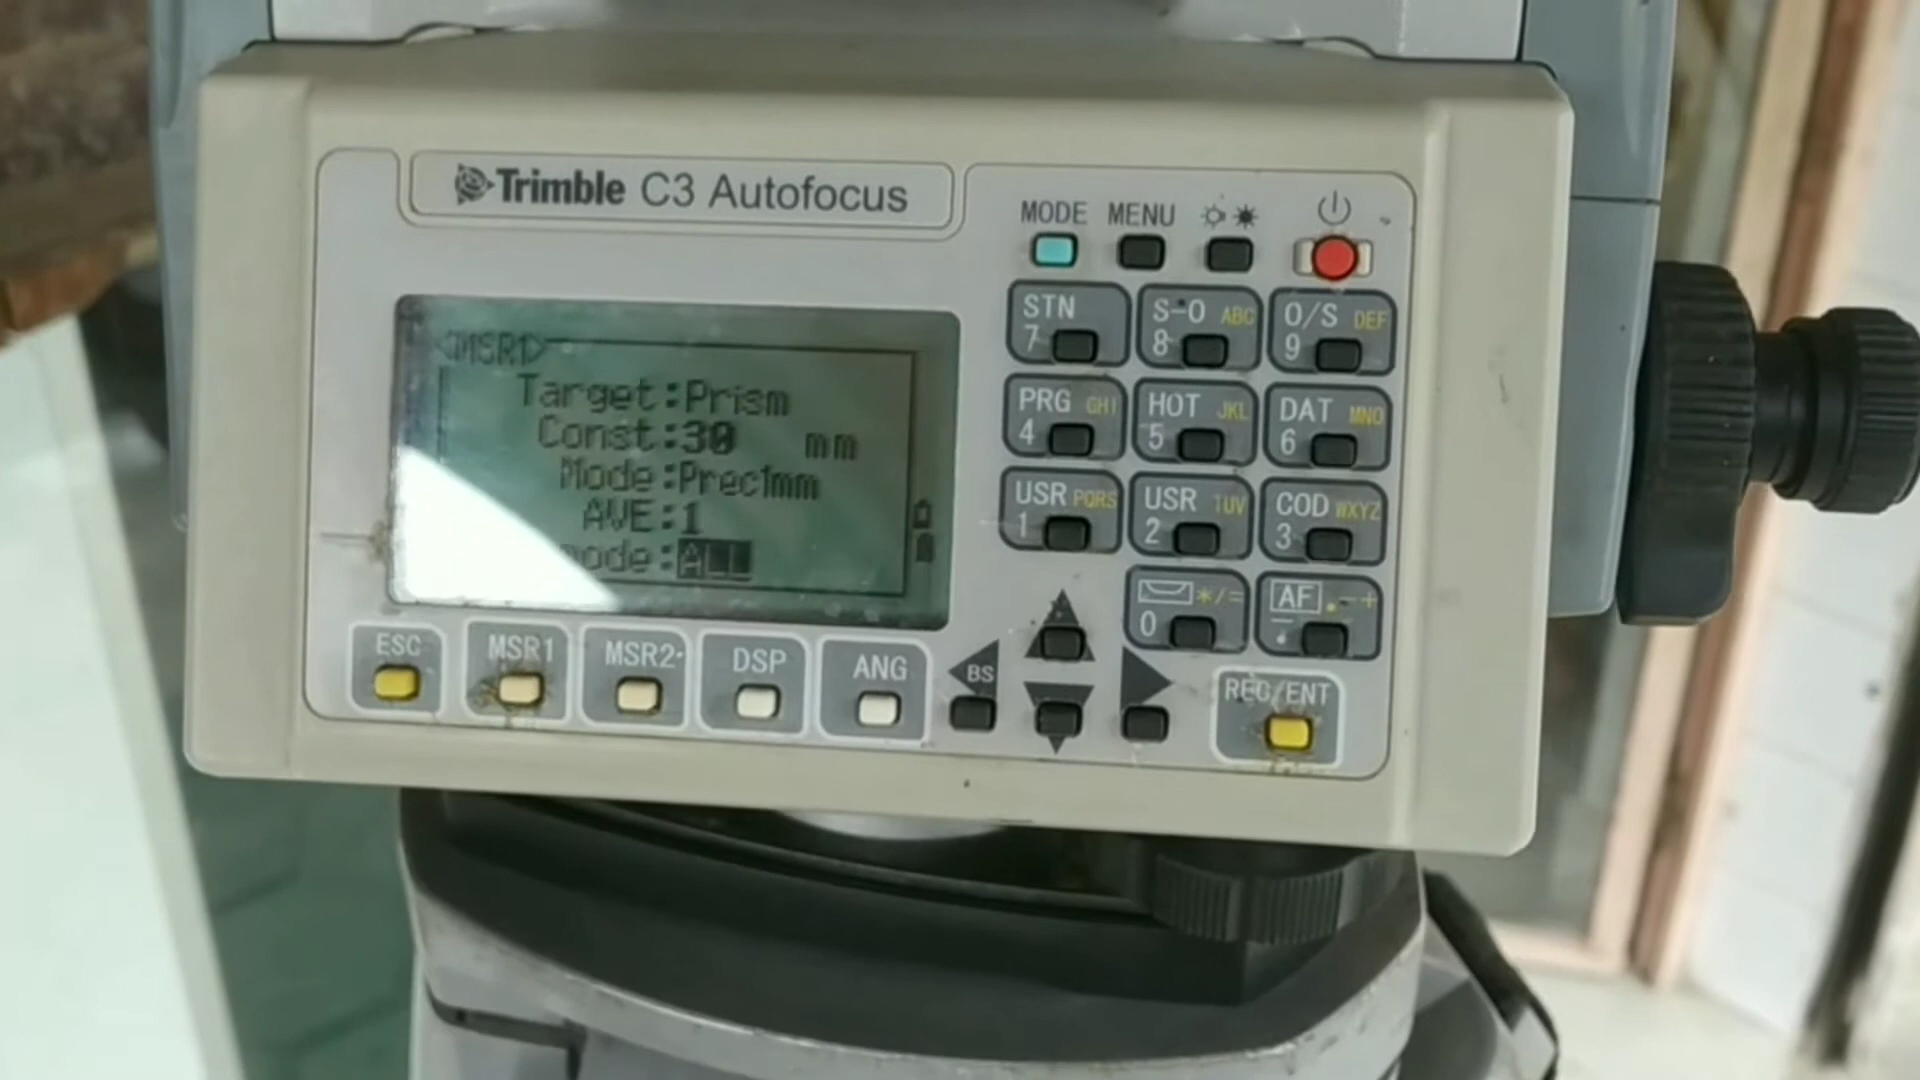 Trimble C3 Autofocus
MODE MENU
<MSR1>
Target:Prism
Const:30 mm
Mode:Prec1mm
AVE:1
mode:ALL
STN 7
S-O ABC 8
O/S DEF 9
PRG GHI 4
HOT JKL 5
DAT MNO 6
USR PQRS 1
USR TUV 2
COD WXYZ 3
*/= 0
AF .-+ .
ESC MSR1 MSR2 DSP ANG
BS
REC/ENT